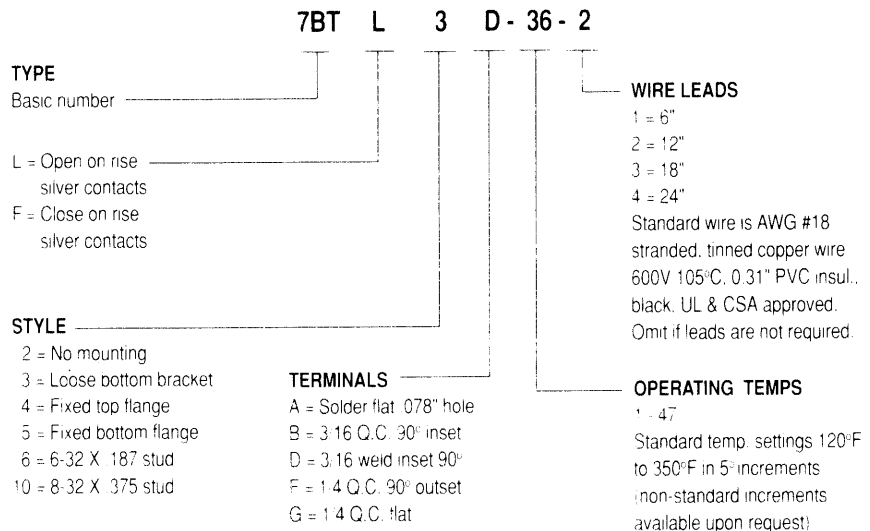 7BT L 3 D - 36 - 2
TYPE
Basic number
L = Open on rise
silver contacts
F = Close on rise
silver contacts
STYLE
2 = No mounting
3 = Loose bottom bracket
4 = Fixed top flange
5 = Fixed bottom flange
6 = 6-32 X .187 stud
10 = 8-32 X .375 stud
TERMINALS
A = Solder flat .078" hole
B = 3/16 Q.C. 90° inset
D = 3/16 weld inset 90°
F = 1/4 Q.C. 90° outset
G = 1/4 Q.C. flat
WIRE LEADS
1 = 6"
2 = 12"
3 = 18"
4 = 24"
Standard wire is AWG #18
stranded, tinned copper wire
600V 105°C, 0.31" PVC insul.,
black. UL & CSA approved.
Omit if leads are not required.
OPERATING TEMPS
1 - 47
Standard temp. settings 120°F
to 350°F in 5° increments
(non-standard increments
available upon request)